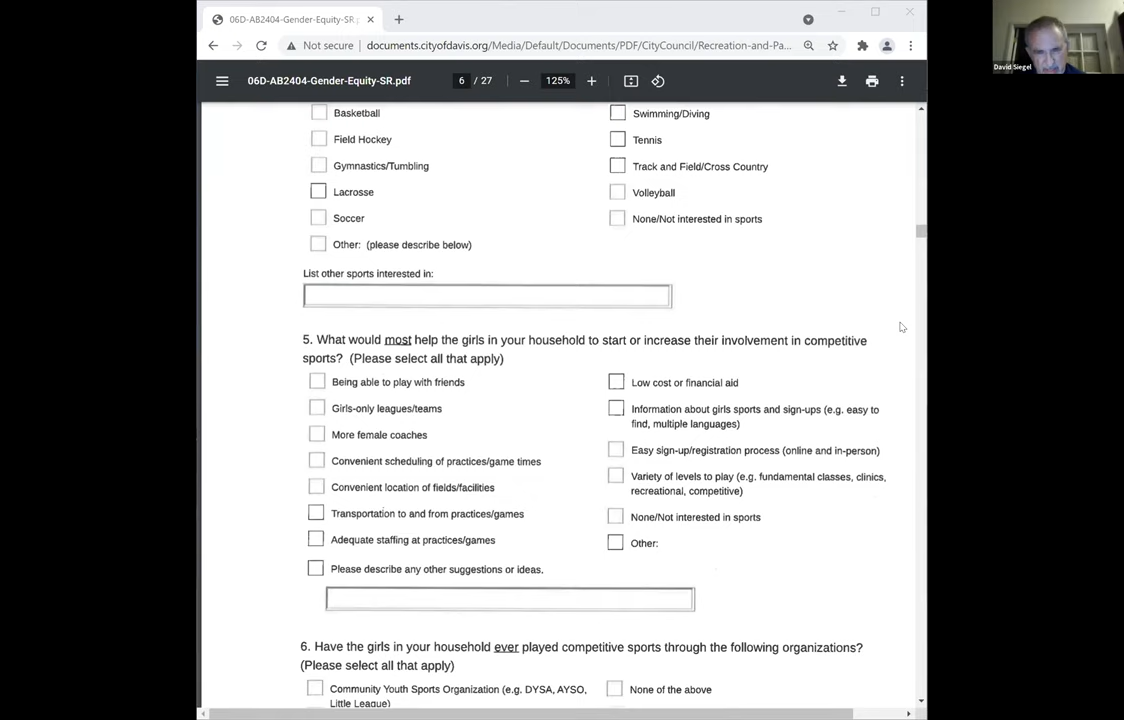 06D-AB2404-Gender-Equity-SR.p
Not secure documents.cityofdavis.org/Media/Default/Documents/PDF/CityCouncil/Recreation-and-Pa...
David Siegel
06D-AB2404-Gender-Equity-SR.pdf 6 / 27 125%
Basketball
Field Hockey
Gymnastics/Tumbling
Lacrosse
Soccer
Other: (please describe below)
Swimming/Diving
Tennis
Track and Field/Cross Country
Volleyball
None/Not interested in sports
List other sports interested in:
5. What would most help the girls in your household to start or increase their involvement in competitive
sports? (Please select all that apply)
Being able to play with friends
Girls-only leagues/teams
More female coaches
Convenient scheduling of practices/game times
Convenient location of fields/facilities
Transportation to and from practices/games
Adequate staffing at practices/games
Please describe any other suggestions or ideas.
Low cost or financial aid
Information about girls sports and sign-ups (e.g. easy to
find, multiple languages)
Easy sign-up/registration process (online and in-person)
Variety of levels to play (e.g. fundamental classes, clinics,
recreational, competitive)
None/Not interested in sports
Other:
6. Have the girls in your household ever played competitive sports through the following organizations?
(Please select all that apply)
Community Youth Sports Organization (e.g. DYSA, AYSO,
Little League)
None of the above